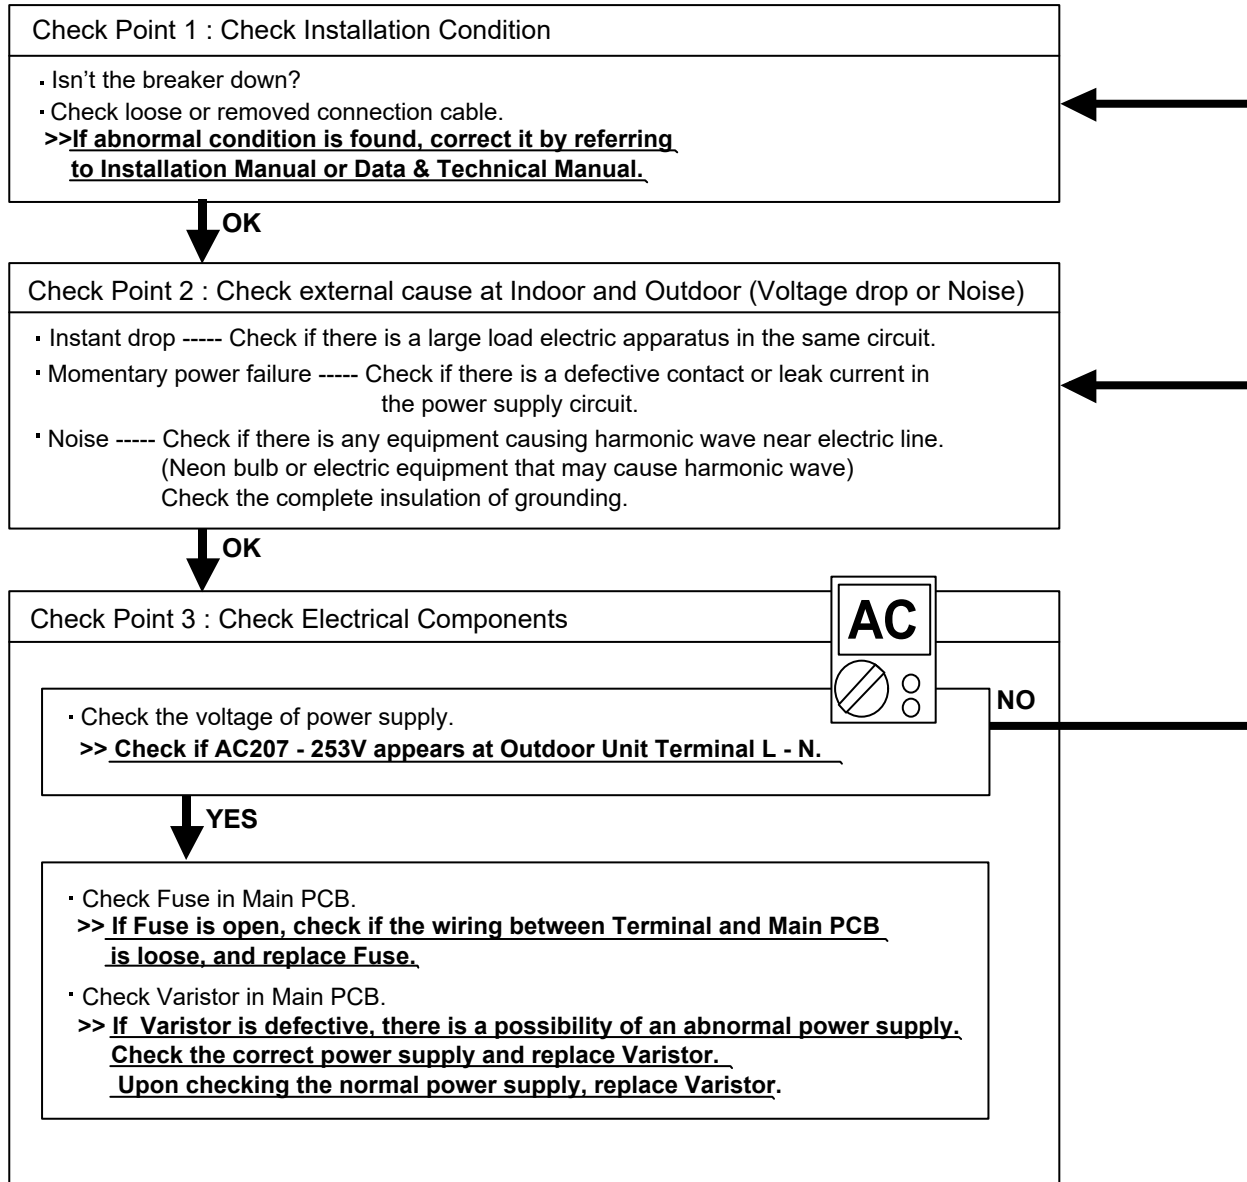 Check Point 1 : Check Installation Condition
· Isn't the breaker down?
· Check loose or removed connection cable.
>>If abnormal condition is found, correct it by referring
to Installation Manual or Data & Technical Manual.
OK
Check Point 2 : Check external cause at Indoor and Outdoor (Voltage drop or Noise)
· Instant drop ----- Check if there is a large load electric apparatus in the same circuit.
· Momentary power failure ----- Check if there is a defective contact or leak current in
the power supply circuit.
· Noise ----- Check if there is any equipment causing harmonic wave near electric line.
(Neon bulb or electric equipment that may cause harmonic wave)
Check the complete insulation of grounding.
OK
Check Point 3 : Check Electrical Components
AC
NO
· Check the voltage of power supply.
>> Check if AC207 - 253V appears at Outdoor Unit Terminal L - N.
YES
· Check Fuse in Main PCB.
>> If Fuse is open, check if the wiring between Terminal and Main PCB
is loose, and replace Fuse.
· Check Varistor in Main PCB.
>> If Varistor is defective, there is a possibility of an abnormal power supply.
Check the correct power supply and replace Varistor.
Upon checking the normal power supply, replace Varistor.